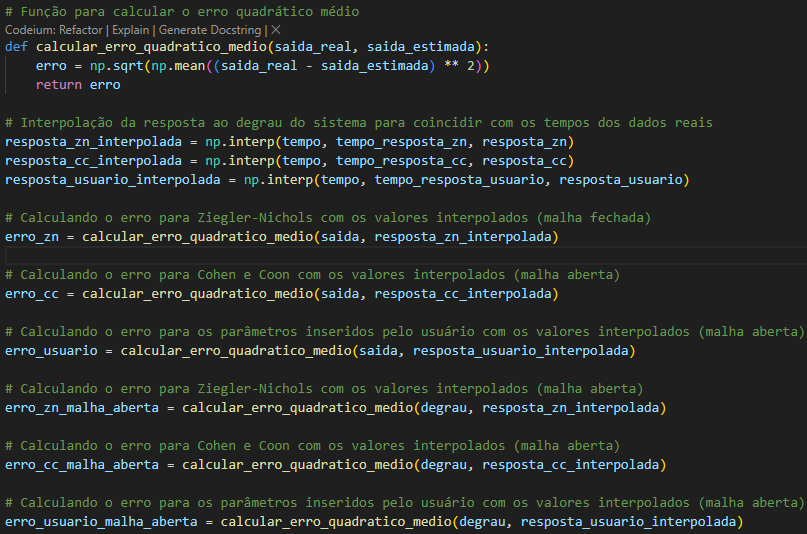 # Função para calcular o erro quadrático médio
Codeium: Refactor | Explain | Generate Docstring | X
def calcular_erro_quadratico_medio(saida_real, saida_estimada):
    erro = np.sqrt(np.mean((saida_real - saida_estimada) ** 2))
    return erro
# Interpolação da resposta ao degrau do sistema para coincidir com os tempos dos dados reais
resposta_zn_interpolada = np.interp(tempo, tempo_resposta_zn, resposta_zn)
resposta_cc_interpolada = np.interp(tempo, tempo_resposta_cc, resposta_cc)
resposta_usuario_interpolada = np.interp(tempo, tempo_resposta_usuario, resposta_usuario)
# Calculando o erro para Ziegler-Nichols com os valores interpolados (malha fechada)
erro_zn = calcular_erro_quadratico_medio(saida, resposta_zn_interpolada)
# Calculando o erro para Cohen e Coon com os valores interpolados (malha aberta)
erro_cc = calcular_erro_quadratico_medio(saida, resposta_cc_interpolada)
# Calculando o erro para os parâmetros inseridos pelo usuário com os valores interpolados (malha aberta)
erro_usuario = calcular_erro_quadratico_medio(saida, resposta_usuario_interpolada)
# Calculando o erro para Ziegler-Nichols com os valores interpolados (malha aberta)
erro_zn_malha_aberta = calcular_erro_quadratico_medio(degrau, resposta_zn_interpolada)
# Calculando o erro para Cohen e Coon com os valores interpolados (malha aberta)
erro_cc_malha_aberta = calcular_erro_quadratico_medio(degrau, resposta_cc_interpolada)
# Calculando o erro para os parâmetros inseridos pelo usuário com os valores interpolados (malha aberta)
erro_usuario_malha_aberta = calcular_erro_quadratico_medio(degrau, resposta_usuario_interpolada)